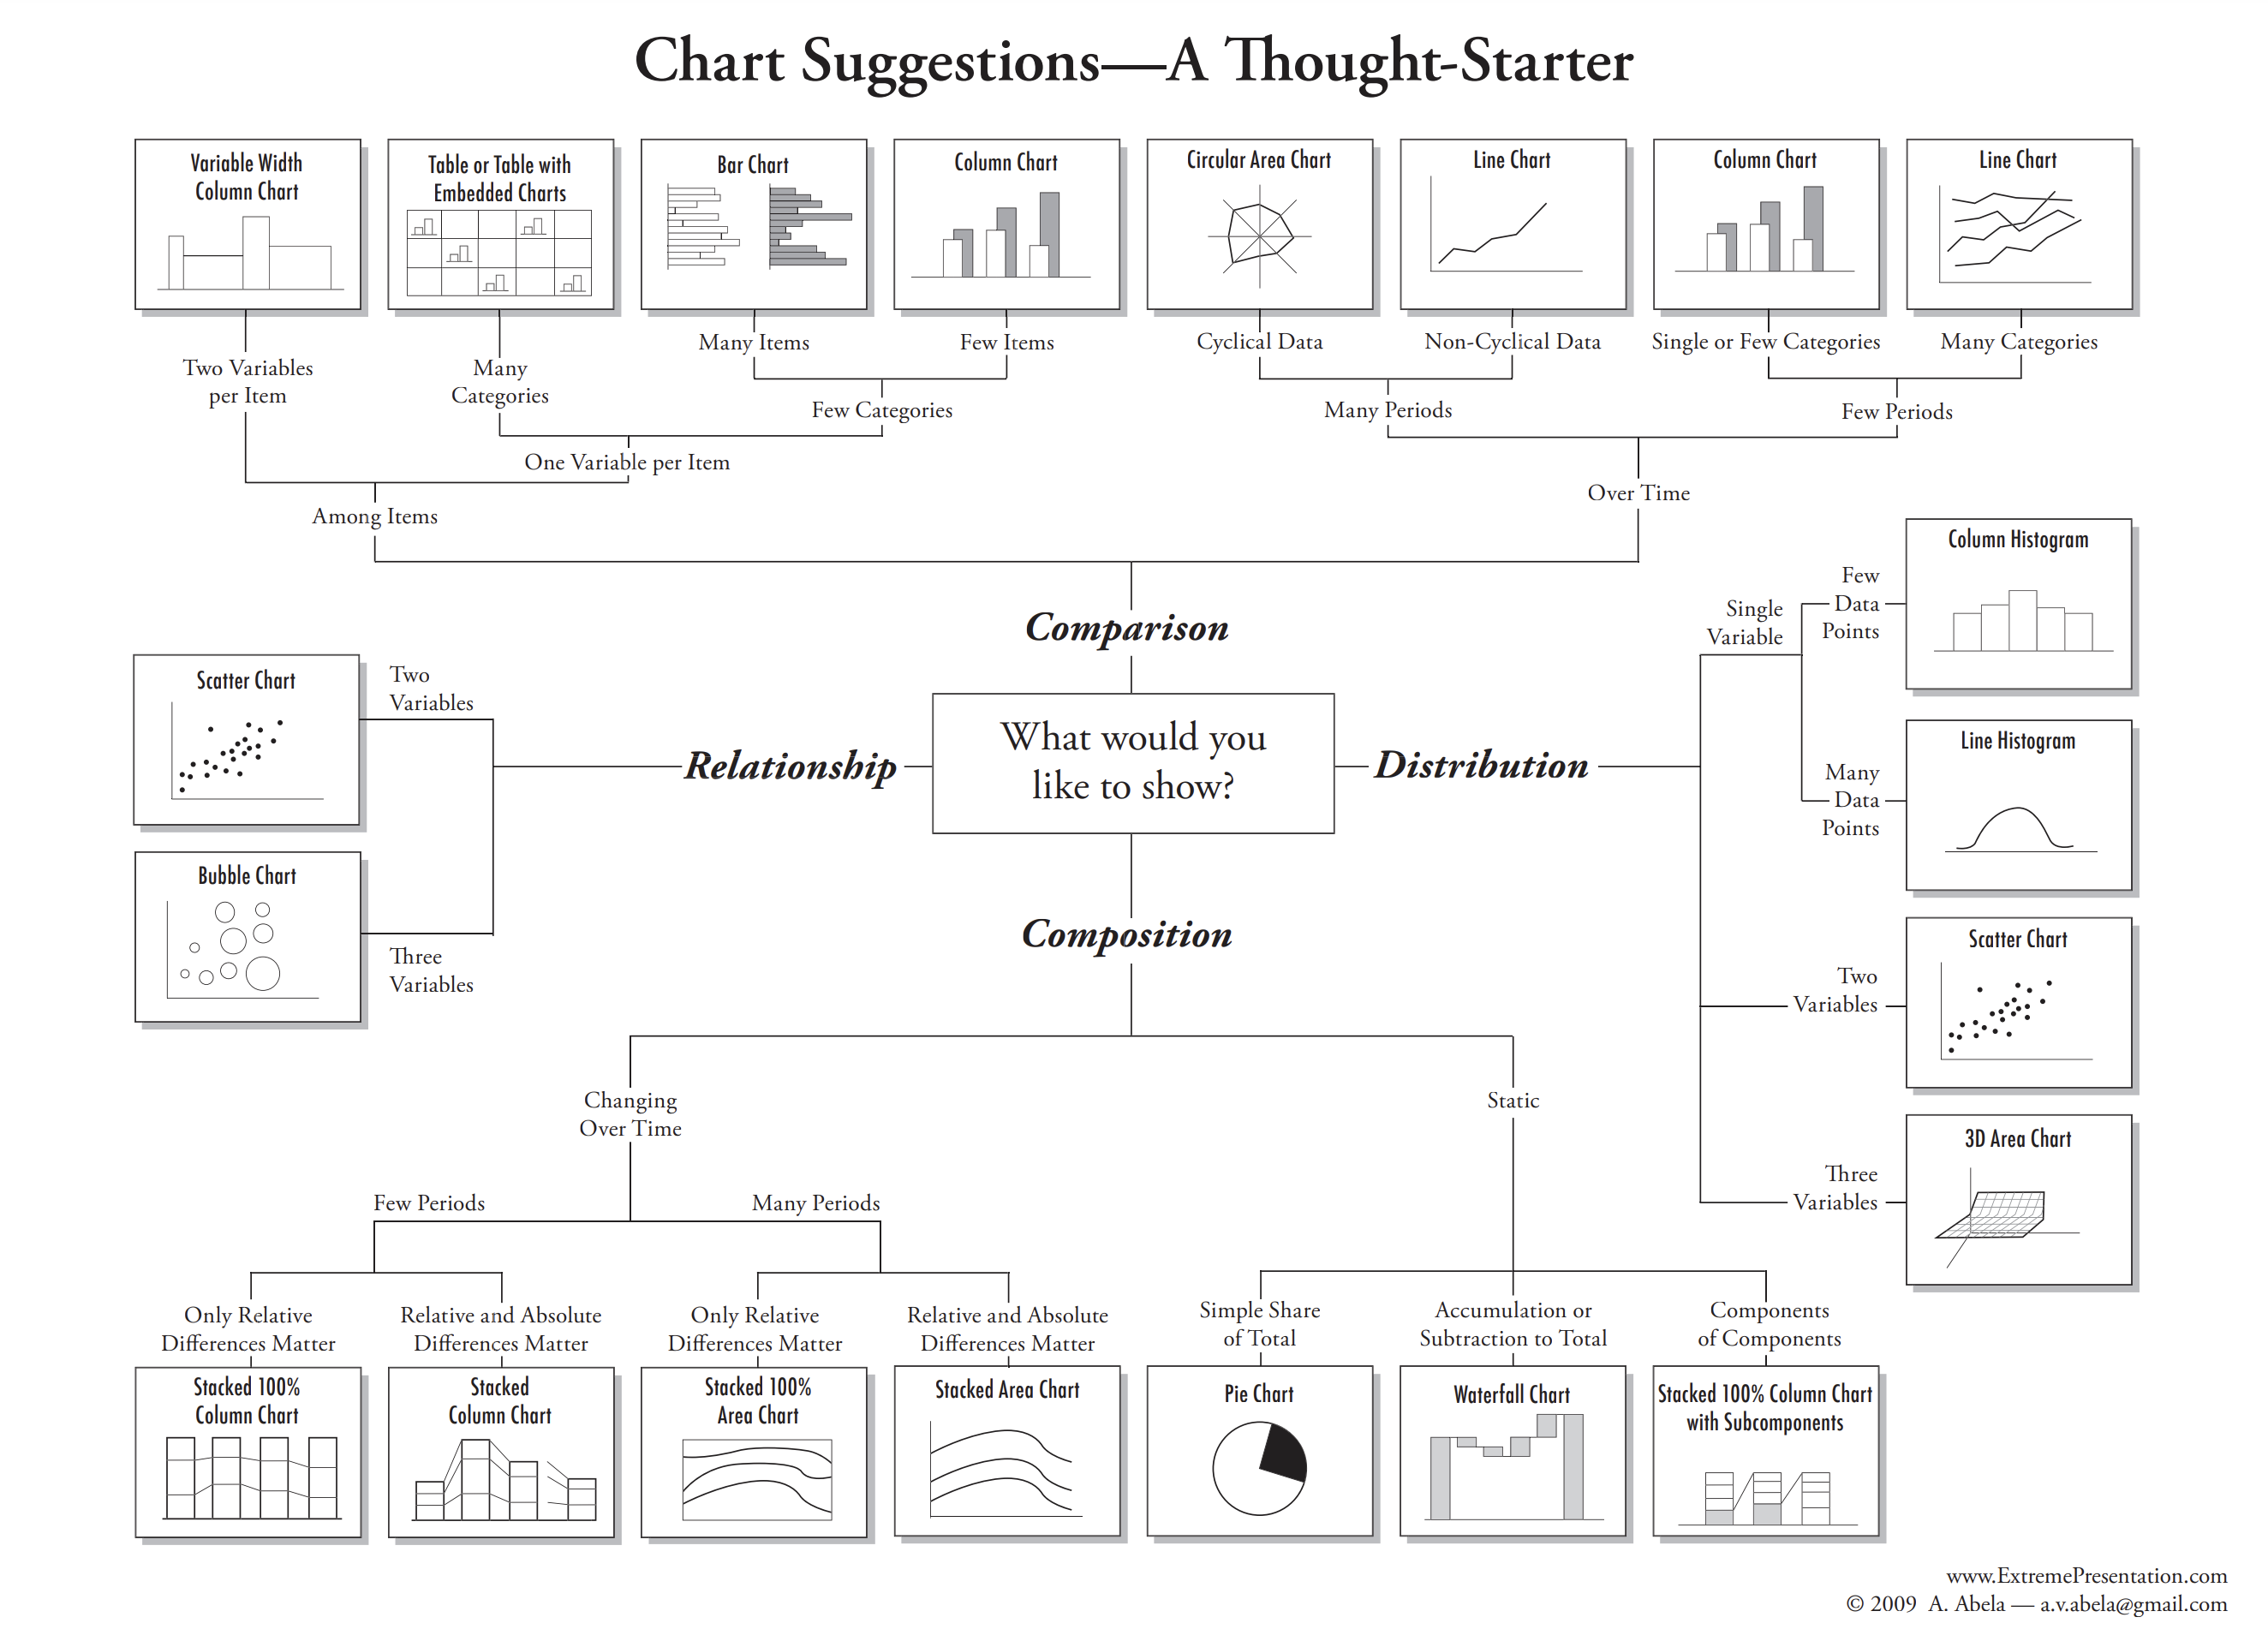 Chart Suggestions—A Thought-Starter
Variable Width
Column Chart
Table or Table with
Embedded Charts
Bar Chart
Column Chart
Circular Area Chart
Line Chart
Column Chart
Line Chart
Two Variables
per Item
Many
Categories
Many Items
Few Items
Cyclical Data
Non-Cyclical Data
Single or Few Categories
Many Categories
Few Categories
Many Periods
Few Periods
One Variable per Item
Among Items
Over Time
Comparison
What would you
like to show?
Relationship
Two
Variables
Scatter Chart
Three
Variables
Bubble Chart
Distribution
Single
Variable
Few
Data
Points
Column Histogram
Many
Data
Points
Line Histogram
Two
Variables
Scatter Chart
Three
Variables
3D Area Chart
Composition
Changing
Over Time
Static
Few Periods
Many Periods
Only Relative
Differences Matter
Relative and Absolute
Differences Matter
Only Relative
Differences Matter
Relative and Absolute
Differences Matter
Simple Share
of Total
Accumulation or
Subtraction to Total
Components
of Components
Stacked 100%
Column Chart
Stacked
Column Chart
Stacked 100%
Area Chart
Stacked Area Chart
Pie Chart
Waterfall Chart
Stacked 100% Column Chart
with Subcomponents
www.ExtremePresentation.com
© 2009 A. Abela — a.v.abela@gmail.com